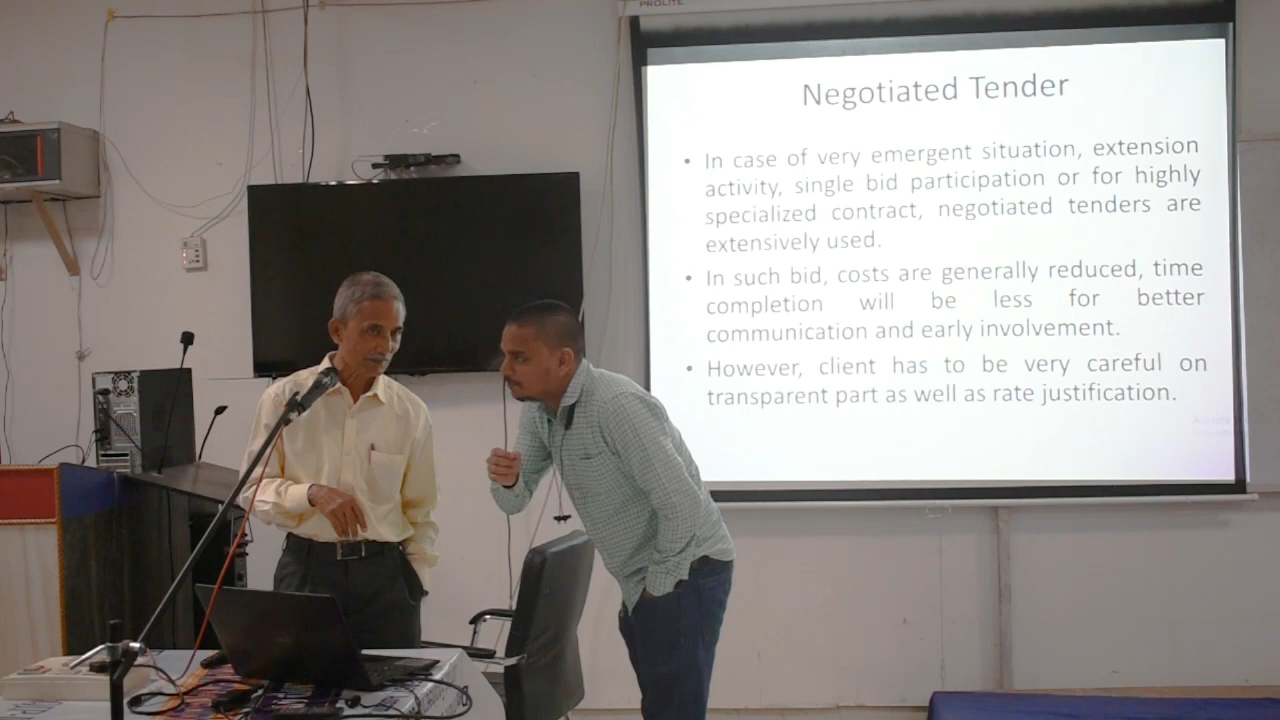 PROLITE
Negotiated Tender
• In case of very emergent situation, extension
activity, single bid participation or for highly
specialized contract, negotiated tenders are
extensively used.
• In such bid, costs are generally reduced, time
completion will be less for better
communication and early involvement.
• However, client has to be very careful on
transparent part as well as rate justification.